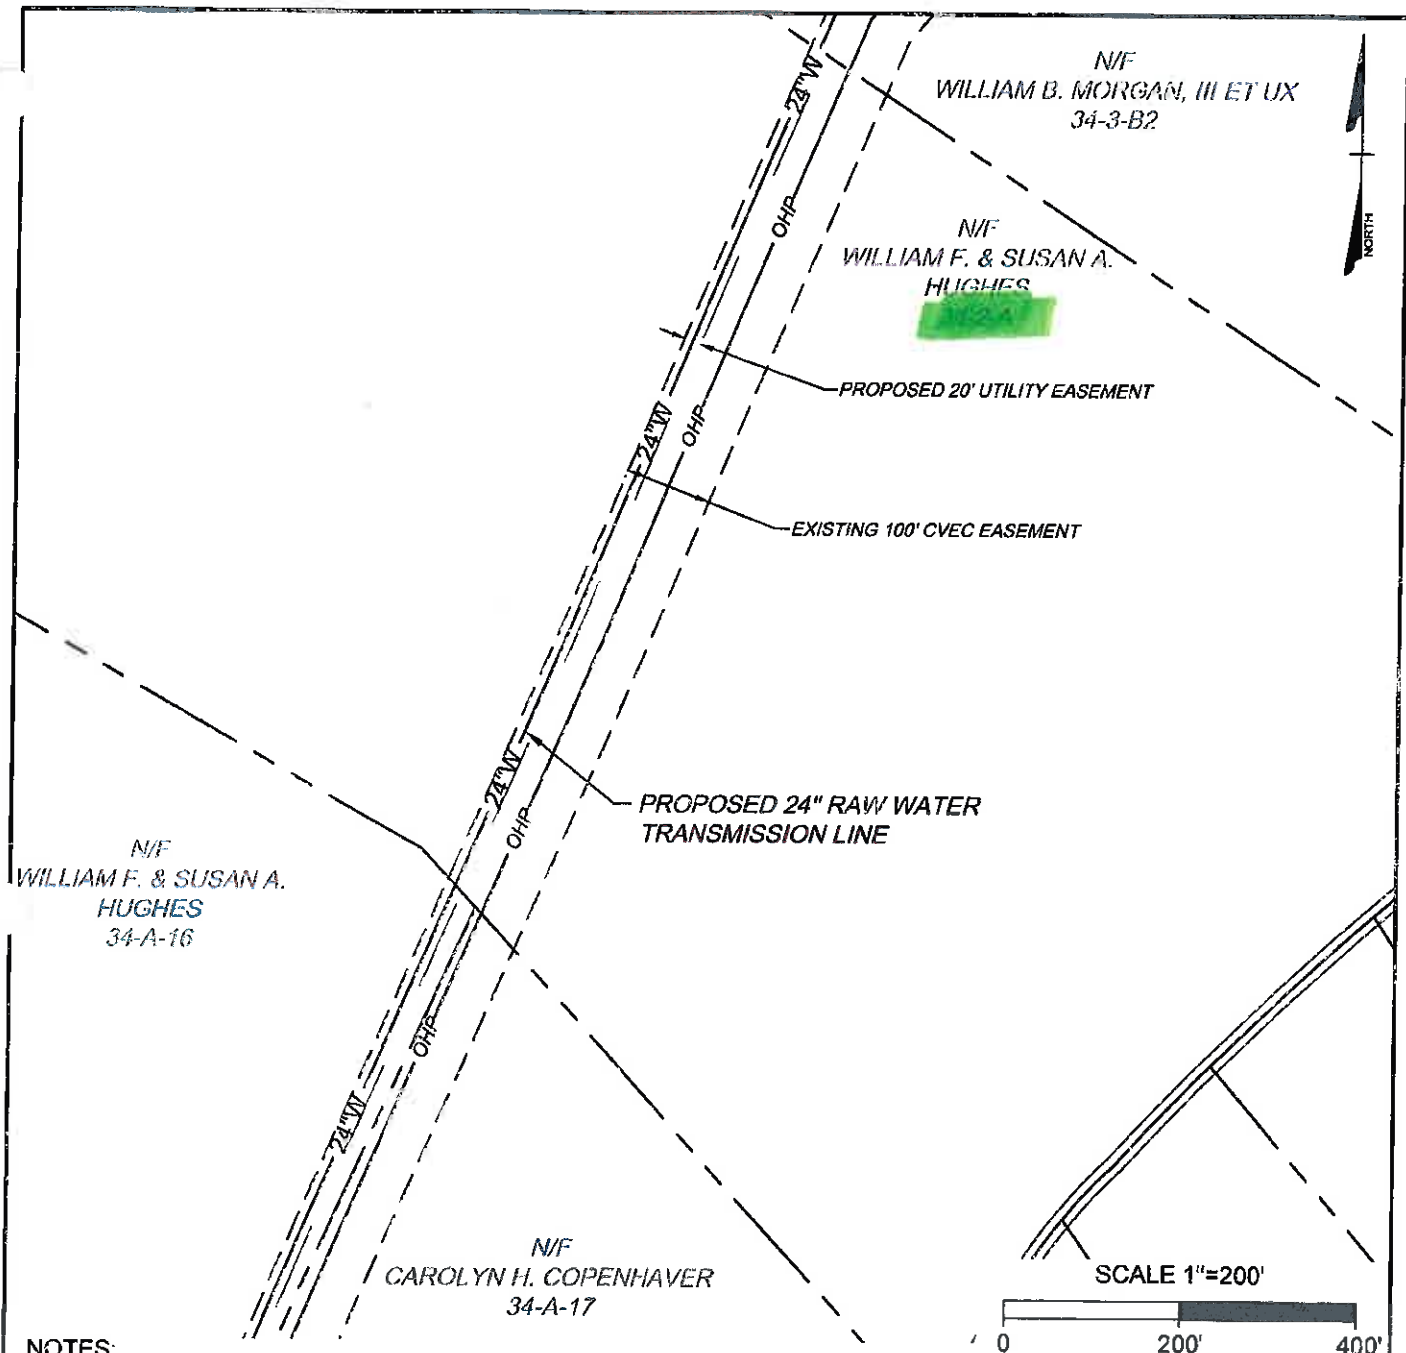 N/F
WILLIAM B. MORGAN, III ET UX
34-3-B2
NORTH
N/F
WILLIAM F. & SUSAN A.
HUGHES
24"W
OHP
PROPOSED 20' UTILITY EASEMENT
24"W
OHP
EXISTING 100' CVEC EASEMENT
24"W
OHP
PROPOSED 24" RAW WATER
TRANSMISSION LINE
N/F
WILLIAM F. & SUSAN A.
HUGHES
34-A-16
OHP
24"W
N/F
CAROLYN H. COPENHAVER
34-A-17
SCALE 1"=200'
0 200' 400'
NOTES: